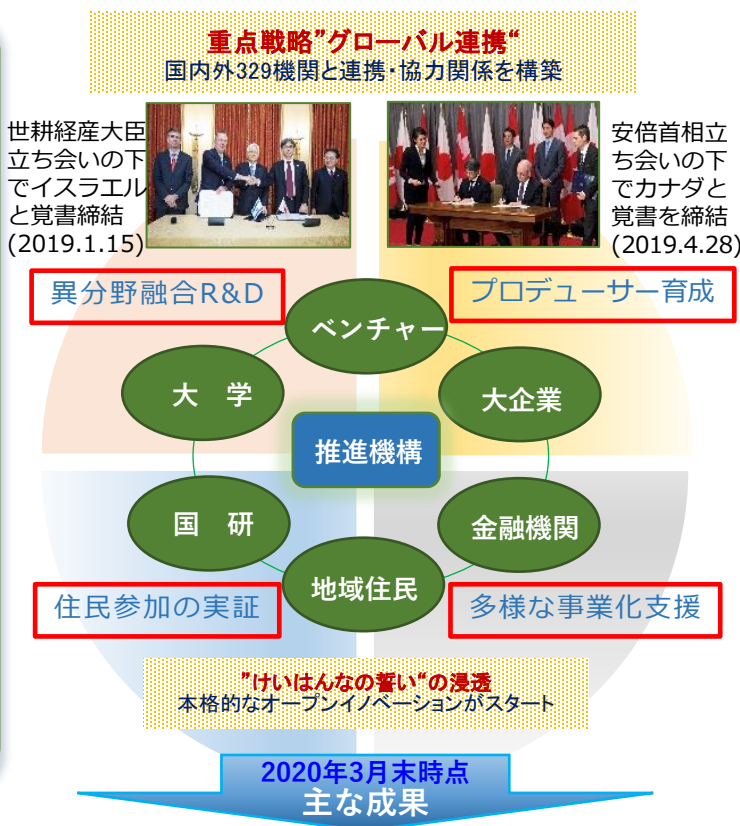 重点戦略”グローバル連携“
国内外329機関と連携・協力関係を構築
世耕経産大臣
立ち会いの下
でイスラエル
と覚書締結
(2019.1.15)
安倍首相立
ち会いの下
でカナダと
覚書を締結
(2019.4.28)
異分野融合R&D
プロデューサー育成
ベンチャー
大　学
大企業
推進機構
国　研
金融機関
地域住民
住民参加の実証
多様な事業化支援
”けいはんなの誓い“の浸透
本格的なオープンイノベーションがスタート
2020年3月末時点
主な成果